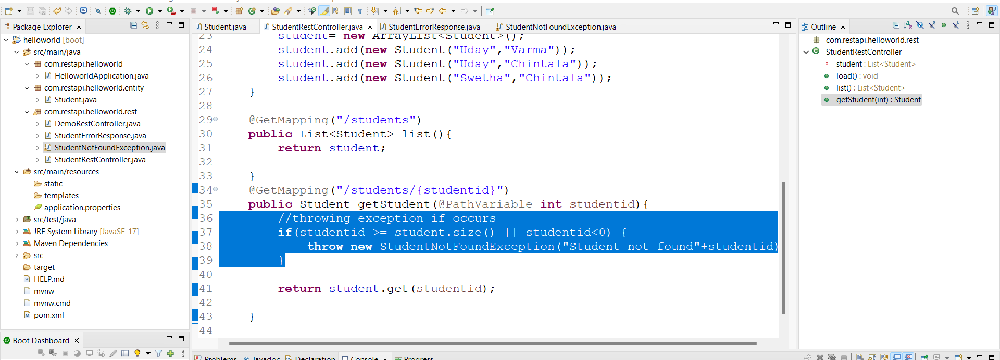 Package Explorer
helloworld [boot]
src/main/java
com.restapi.helloworld
HelloworldApplication.java
com.restapi.helloworld.entity
Student.java
com.restapi.helloworld.rest
DemoRestController.java
StudentErrorResponse.java
StudentNotFoundException.java
StudentRestController.java
src/main/resources
static
templates
application.properties
src/test/java
JRE System Library [JavaSE-17]
Maven Dependencies
src
target
HELP.md
mvnw
mvnw.cmd
pom.xml
Boot Dashboard
Student.java StudentRestController.java StudentErrorResponse.java StudentNotFoundException.java
23 student= new ArrayList<Student>();
24 student.add(new Student("Uday","Varma"));
25 student.add(new Student("Uday","Chintala"));
26 student.add(new Student("Swetha","Chintala"));
27 }
28
29 @GetMapping("/students")
30 public List<Student> list(){
31 return student;
32
33 }
34 @GetMapping("/students/{studentid}")
35 public Student getStudent(@PathVariable int studentid){
36 //throwing exception if occurs
37 if(studentid >= student.size() || studentid<0) {
38 throw new StudentNotFoundException("Student not found"+studentid)
39 }
40
41 return student.get(studentid);
42
43 }
44
Problems @ Javadoc Declaration Console Progress
Outline
com.restapi.helloworld.rest
StudentRestController
student : List<Student>
load() : void
list() : List<Student>
getStudent(int) : Student